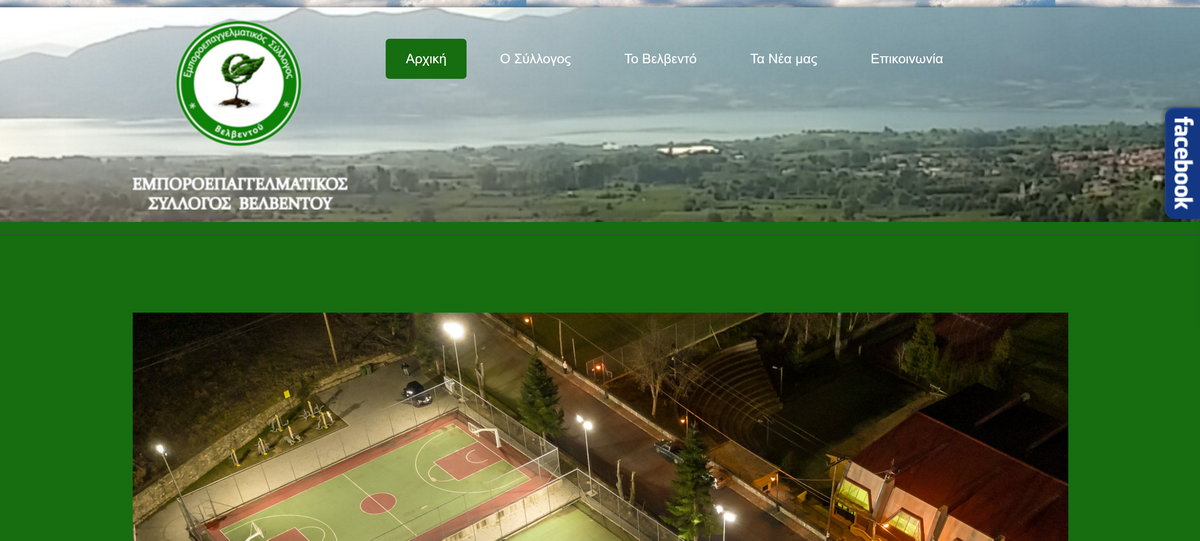 Εμποροεπαγγελματικός Σύλλογος
Βελβεντού
ΕΜΠΟΡΟΕΠΑΓΓΕΛΜΑΤΙΚΟΣ
ΣΥΛΛΟΓΟΣ ΒΕΛΒΕΝΤΟΥ
Αρχική
Ο Σύλλογος
Το Βελβεντό
Τα Νέα μας
Επικοινωνία
facebook